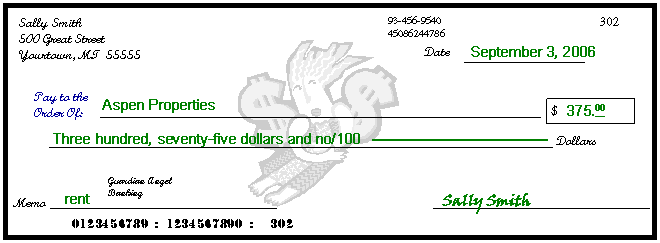 Sally Smith
500 Great Street
Yourtown, MT 55555
93-456-9540
45086244786
302
Date September 3, 2006
Pay to the
Order Of: Aspen Properties $ 375.00
Three hundred, seventy-five dollars and no/100 Dollars
Guardian Angel
Banking
Memo rent Sally Smith
0123456789 : 1234567890 : 302